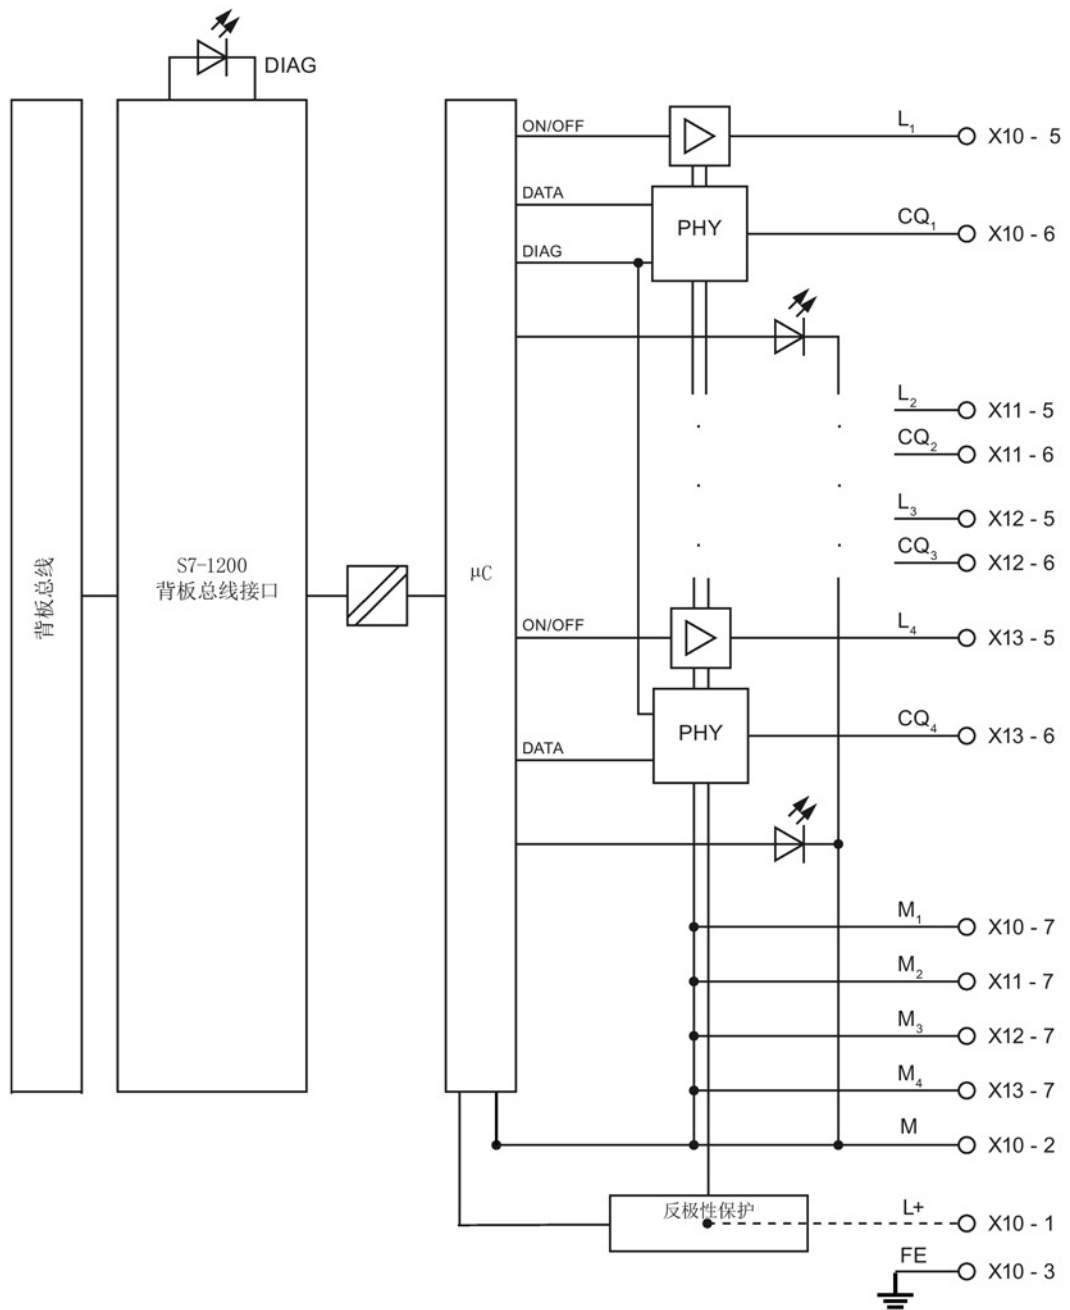 DIAG
ON/OFF
L₁
X10 - 5
DATA
PHY
CQ₁
X10 - 6
DIAG
L₂
X11 - 5
CQ₂
X11 - 6
L₃
X12 - 5
CQ₃
X12 - 6
背板总线
S7-1200
背板总线接口
μC
ON/OFF
L₄
X13 - 5
PHY
CQ₄
X13 - 6
DATA
M₁
X10 - 7
M₂
X11 - 7
M₃
X12 - 7
M₄
X13 - 7
M
X10 - 2
反极性保护
L+
X10 - 1
FE
X10 - 3